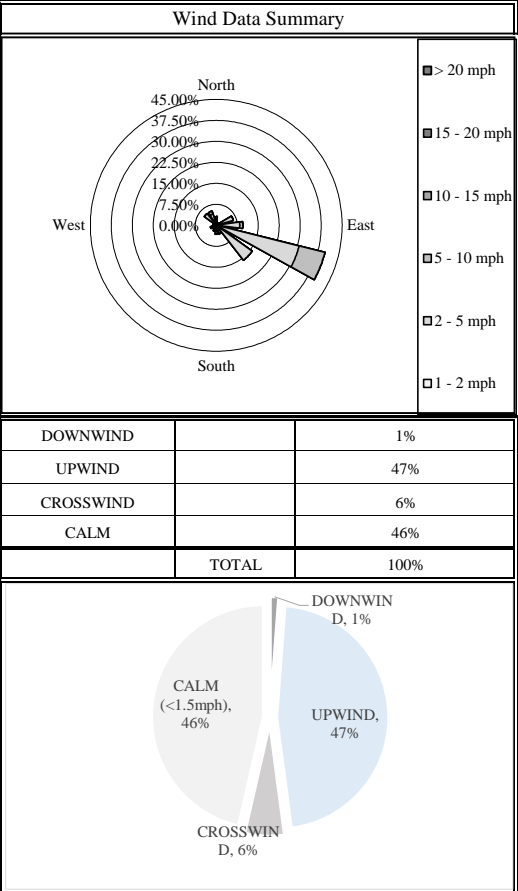 Wind Data Summary
North
45.00%
37.50%
30.00%
22.50%
15.00%
7.50%
0.00%
West
East
South
> 20 mph
15 - 20 mph
10 - 15 mph
5 - 10 mph
2 - 5 mph
1 - 2 mph
DOWNWIND 1%
UPWIND 47%
CROSSWIND 6%
CALM 46%
TOTAL 100%
DOWNWIN
D, 1%
CALM
(<1.5mph),
46%
UPWIND,
47%
CROSSWIN
D, 6%